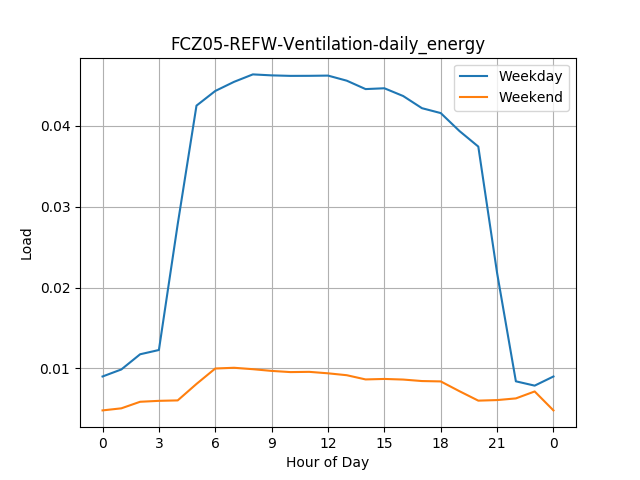 FCZ05-REFW-Ventilation-daily_energy
Weekday
Weekend
0.04
0.03
0.02
0.01
Load
0 3 6 9 12 15 18 21 0
Hour of Day